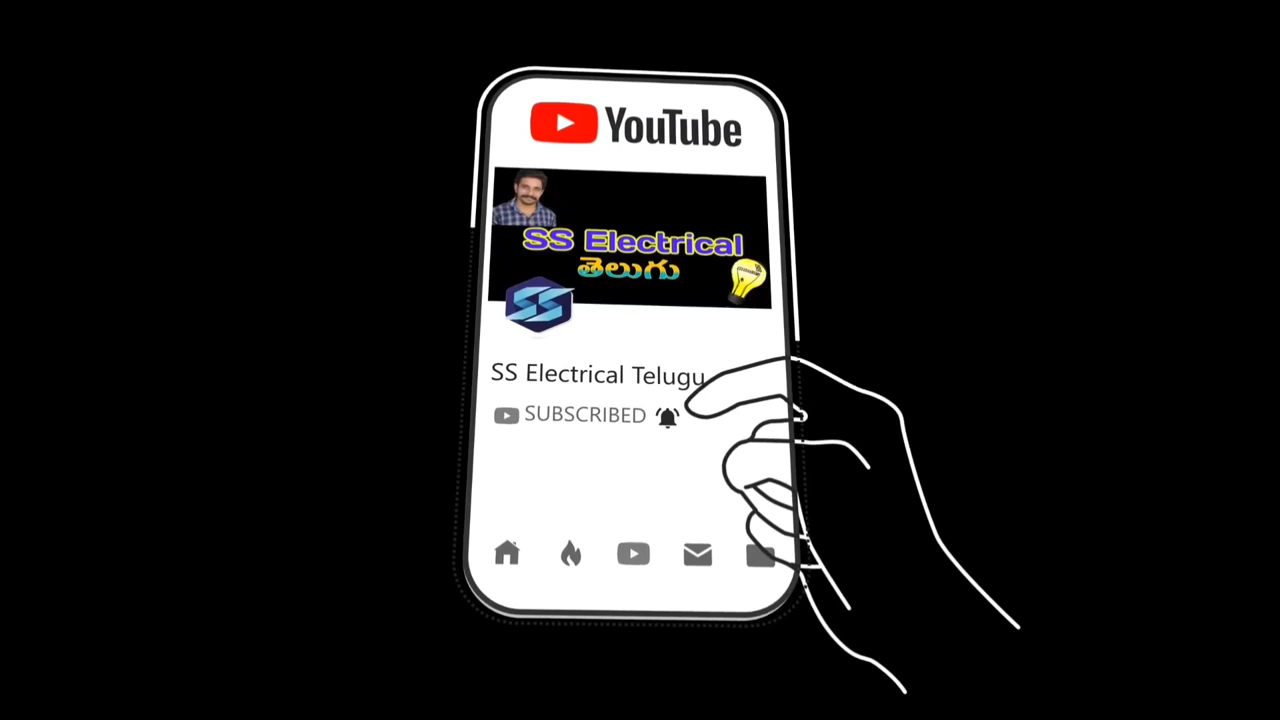 YouTube
SS Electrical
తెలుగు
SS Electrical Telugu
SUBSCRIBED